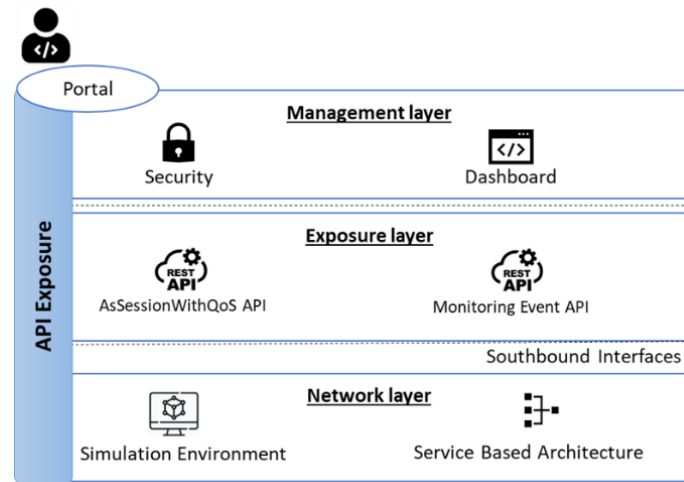 </>
Portal
Management layer
</>
Security
Dashboard
API Exposure
Exposure layer
REST
API
REST
API
AsSessionWithQoS API
Monitoring Event API
Southbound Interfaces
Network layer
Simulation Environment
Service Based Architecture